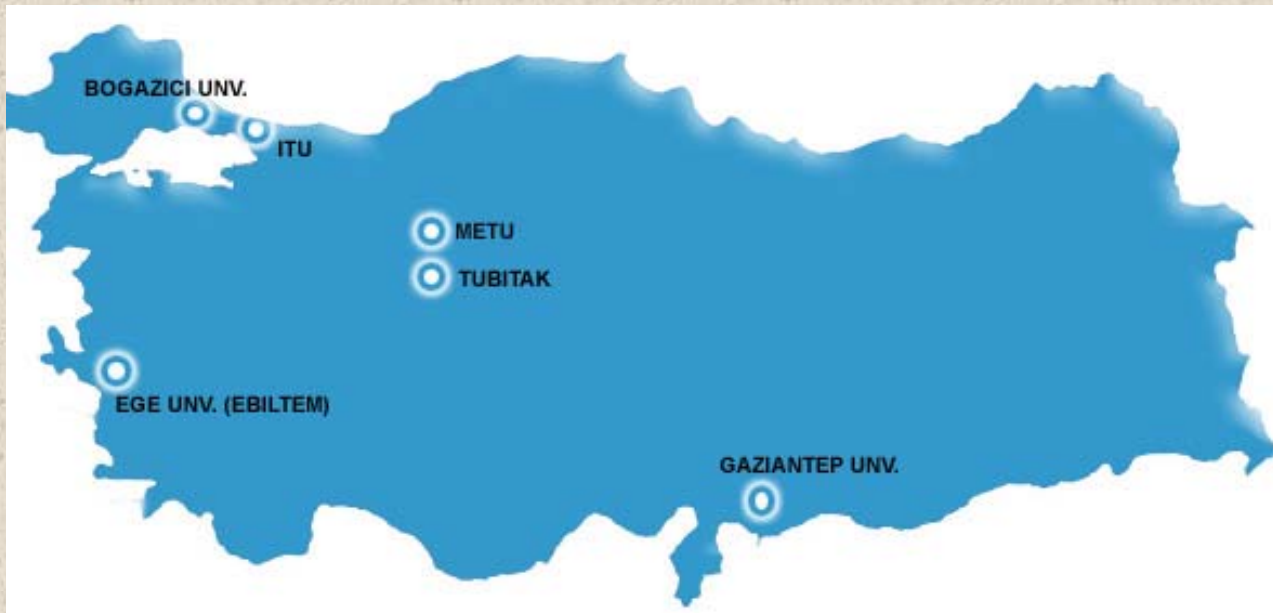 BOGAZICI UNV.
ITU
METU
TUBITAK
EGE UNV. (EBILTEM)
GAZIANTEP UNV.